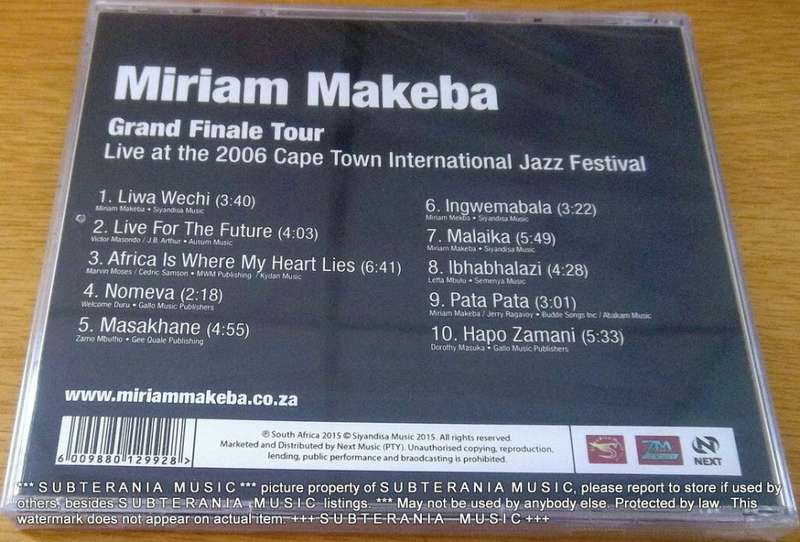 Miriam Makeba
Grand Finale Tour
Live at the 2006 Cape Town International Jazz Festival
1. Liwa Wechi (3:40)
Miriam Makeba • Siyandisa Music
2. Live For The Future (4:03)
Victor Masondo / J.B. Arthur • Ausum Music
3. Africa Is Where My Heart Lies (6:41)
Marvin Moses / Cedric Samson • MWM Publishing / Kydan Music
4. Nomeva (2:18)
Welcome Duru • Gallo Music Publishers
5. Masakhane (4:55)
Zamo Mbutho • Gee Quale Publishing
6. Ingwemabala (3:22)
Miriam Mekba • Siyandisa Music
7. Malaika (5:49)
Miriam Makeba • Siyandisa Music
8. Ibhabhalazi (4:28)
Letta Mbulu • Semenya Music
9. Pata Pata (3:01)
Miriam Makeba / Jerry Ragavoy • Budde Songs Inc / Abakam Music
10. Hapo Zamani (5:33)
Dorothy Masuka • Gallo Music Publishers
www.miriammakeba.co.za
6 009880 129928 >
℗ South Africa 2015 © Siyandisa Music 2015. All rights reserved.
Marketed and Distributed by Next Music (PTY). Unauthorised copying, reproduction,
lending, public performance and braodcasting is prohibited.
ZM
NEXT
*** S U B T E R A N I A M U S I C *** picture property of S U B T E R A N I A M U S I C, please report to store if used by
others, besides S U B T E R A N I A M U S I C listings. *** May not be used by anybody else. Protected by law. This
watermark does not appear on actual item. +++ S U B T E R A N I A M U S I C +++